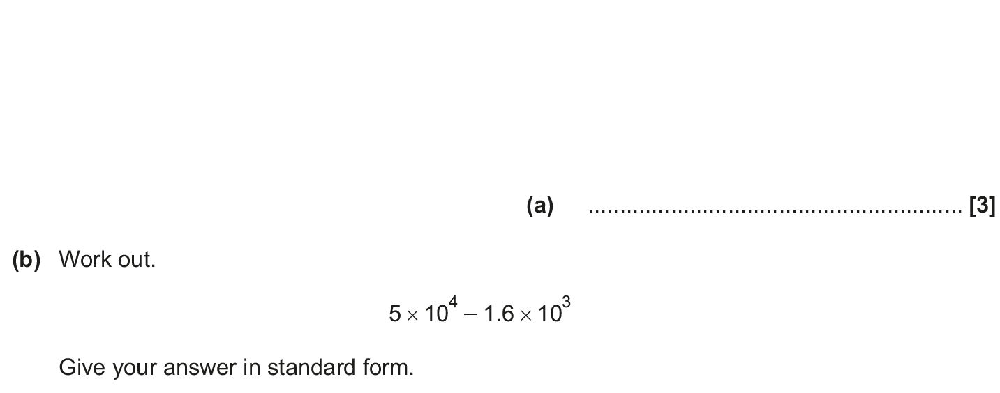 (a) ........................................................... [3]
(b) Work out.
5 × 10⁴ – 1.6 × 10³
Give your answer in standard form.